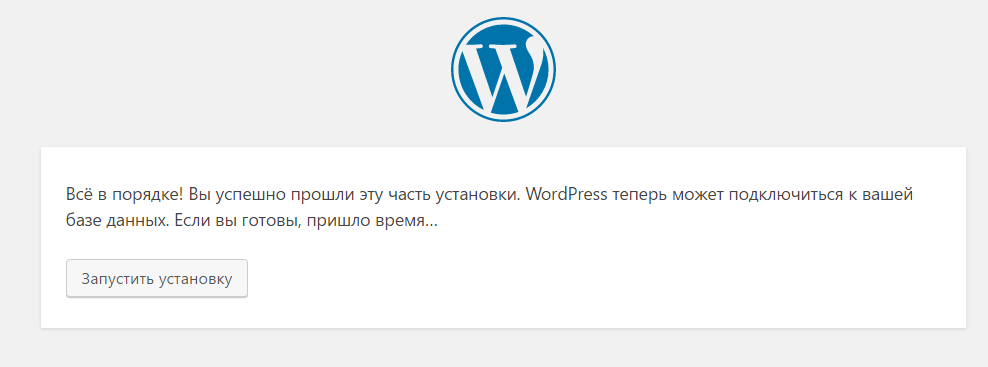 Всё в порядке! Вы успешно прошли эту часть установки. WordPress теперь может подключиться к вашей
базе данных. Если вы готовы, пришло время…
Запустить установку